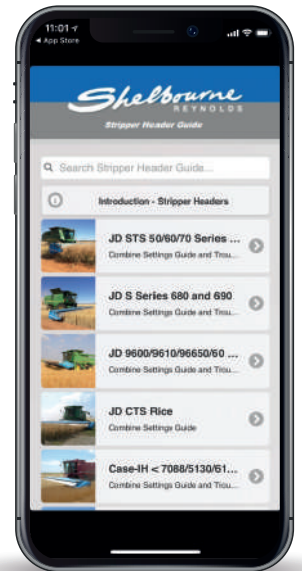 11:01
App Store
Shelbourne
REYNOLDS
Stripper Header Guide
Search Stripper Header Guide...
Introduction - Stripper Headers
JD STS 50/60/70 Series ...
Combine Settings Guide and Trou...
JD S Series 680 and 690
Combine Settings Guide and Trou...
JD 9600/9610/96650/60 ...
Combine Settings Guide and Trou...
JD CTS Rice
Combine Settings Guide
Case-IH < 7088/5130/61...
Combine Settings Guide and Trou...